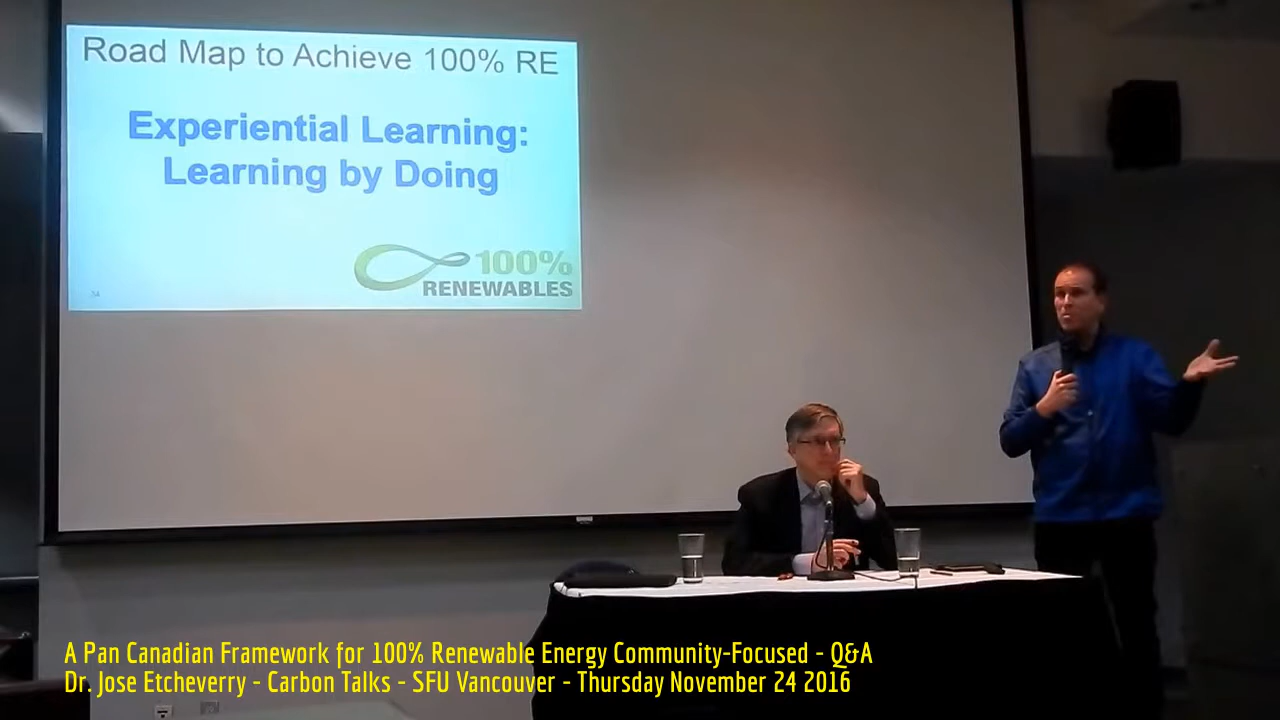 Road Map to Achieve 100% RE
Experiential Learning:
Learning by Doing
100%
RENEWABLES
A Pan Canadian Framework for 100% Renewable Energy Community-Focused - Q&A
Dr. Jose Etcheverry - Carbon Talks - SFU Vancouver - Thursday November 24 2016